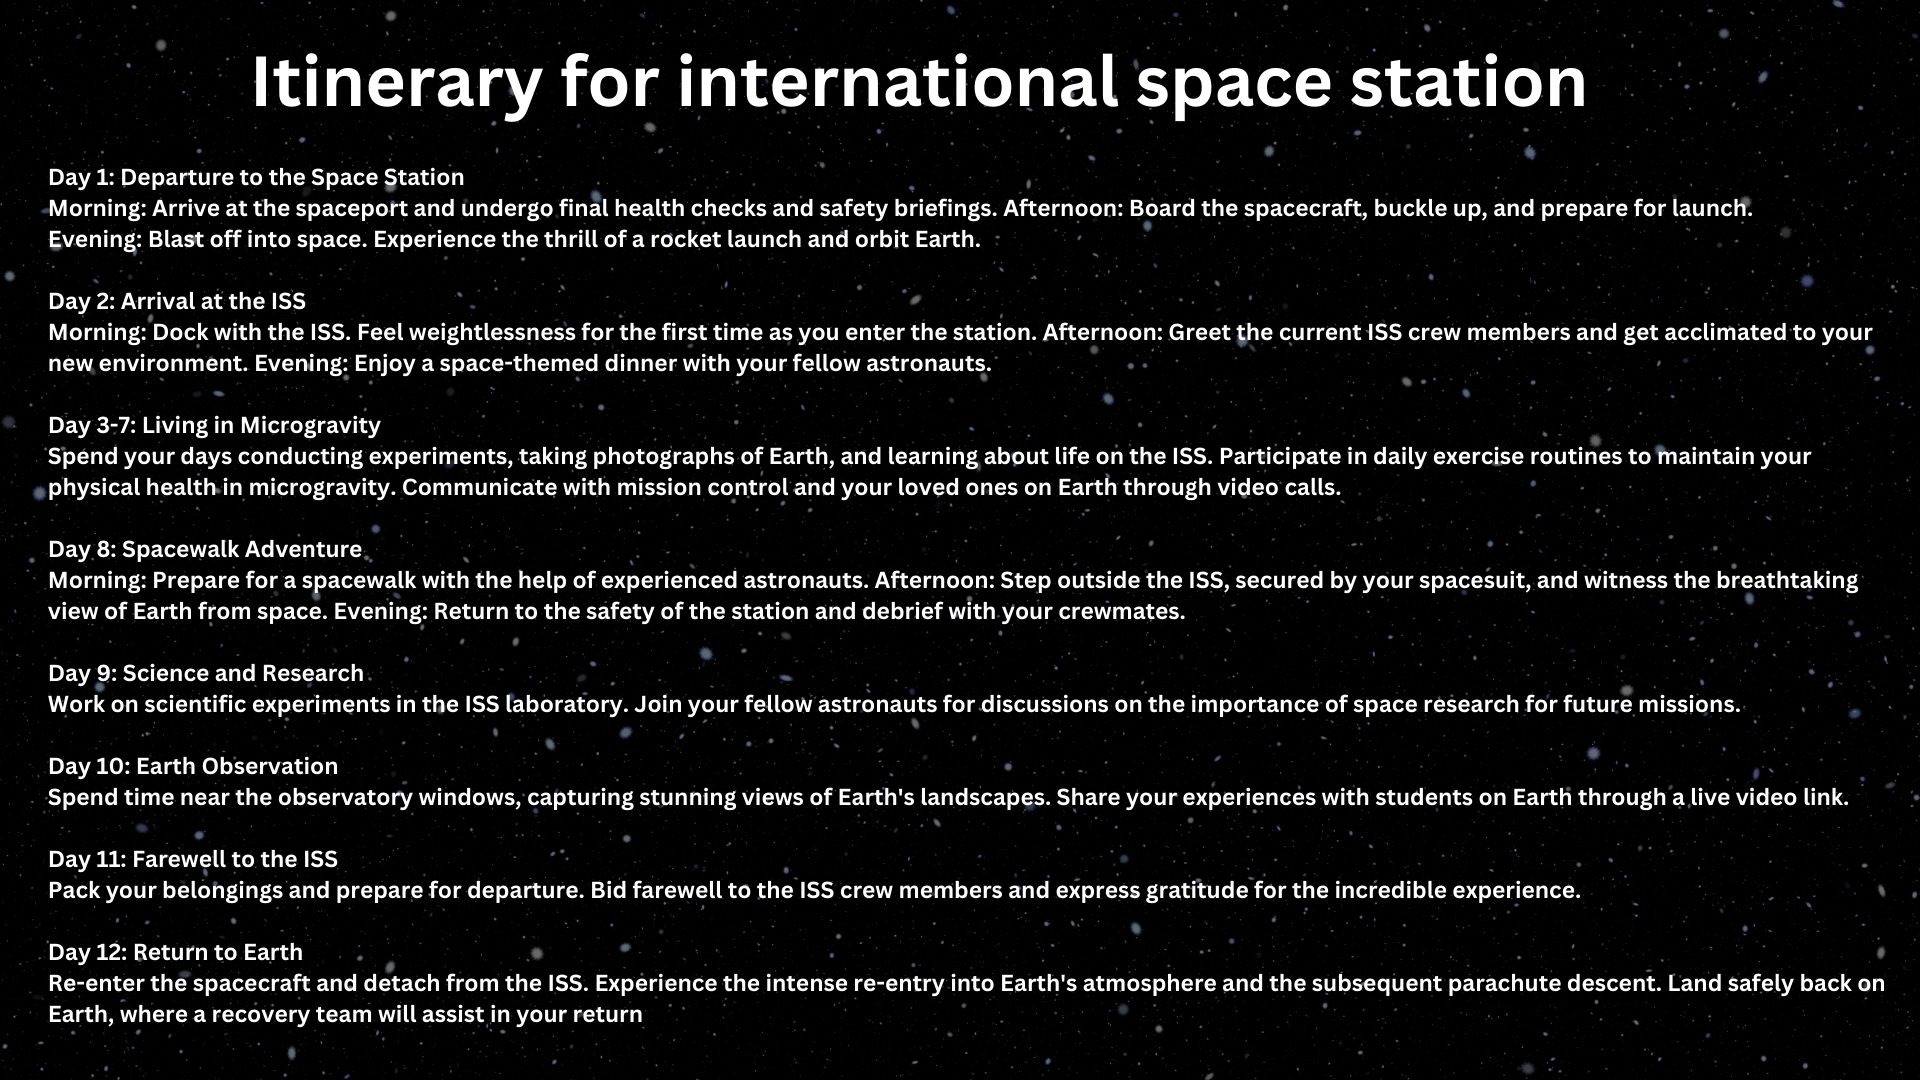 Itinerary for international space station
Day 1: Departure to the Space Station
Morning: Arrive at the spaceport and undergo final health checks and safety briefings. Afternoon: Board the spacecraft, buckle up, and prepare for launch.
Evening: Blast off into space. Experience the thrill of a rocket launch and orbit Earth.
Day 2: Arrival at the ISS
Morning: Dock with the ISS. Feel weightlessness for the first time as you enter the station. Afternoon: Greet the current ISS crew members and get acclimated to your
new environment. Evening: Enjoy a space-themed dinner with your fellow astronauts.
Day 3-7: Living in Microgravity
Spend your days conducting experiments, taking photographs of Earth, and learning about life on the ISS. Participate in daily exercise routines to maintain your
physical health in microgravity. Communicate with mission control and your loved ones on Earth through video calls.
Day 8: Spacewalk Adventure
Morning: Prepare for a spacewalk with the help of experienced astronauts. Afternoon: Step outside the ISS, secured by your spacesuit, and witness the breathtaking
view of Earth from space. Evening: Return to the safety of the station and debrief with your crewmates.
Day 9: Science and Research
Work on scientific experiments in the ISS laboratory. Join your fellow astronauts for discussions on the importance of space research for future missions.
Day 10: Earth Observation
Spend time near the observatory windows, capturing stunning views of Earth's landscapes. Share your experiences with students on Earth through a live video link.
Day 11: Farewell to the ISS
Pack your belongings and prepare for departure. Bid farewell to the ISS crew members and express gratitude for the incredible experience.
Day 12: Return to Earth
Re-enter the spacecraft and detach from the ISS. Experience the intense re-entry into Earth's atmosphere and the subsequent parachute descent. Land safely back on
Earth, where a recovery team will assist in your return